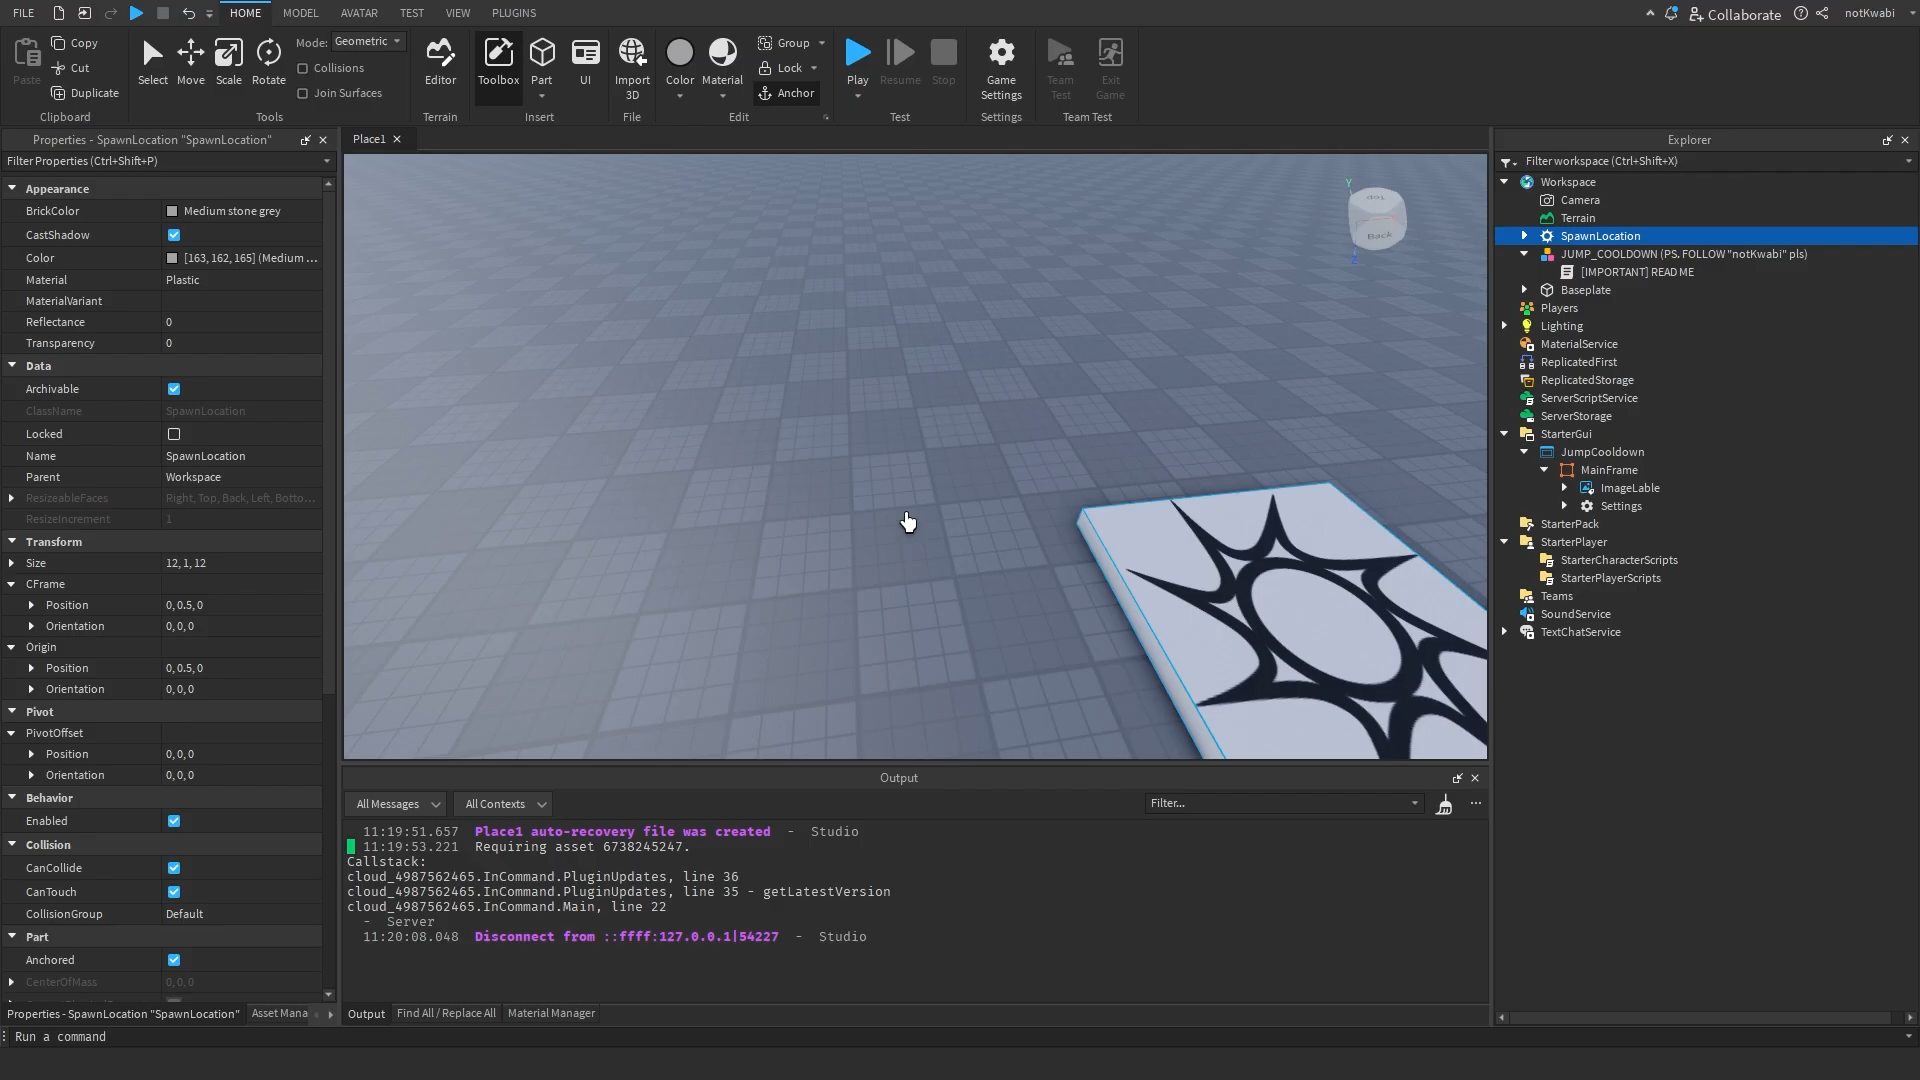 FILE
HOME
MODEL
AVATAR
TEST
VIEW
PLUGINS
Collaborate
notKwabi
Paste
Copy
Cut
Duplicate
Clipboard
Select
Move
Scale
Rotate
Mode: Geometric
Collisions
Join Surfaces
Tools
Editor
Terrain
Toolbox
Part
UI
Insert
Import
3D
File
Color
Material
Group
Lock
Anchor
Edit
Play
Resume
Stop
Test
Game
Settings
Settings
Team
Test
Exit
Game
Team Test
Properties - SpawnLocation "SpawnLocation"
Filter Properties (Ctrl+Shift+P)
Appearance
BrickColor Medium stone grey
CastShadow
Color [163, 162, 165] (Medium ...
Material Plastic
MaterialVariant
Reflectance 0
Transparency 0
Data
Archivable
ClassName SpawnLocation
Locked
Name SpawnLocation
Parent Workspace
ResizeableFaces Right, Top, Back, Left, Botto...
ResizeIncrement 1
Transform
Size 12, 1, 12
CFrame
Position 0, 0.5, 0
Orientation 0, 0, 0
Origin
Position 0, 0.5, 0
Orientation 0, 0, 0
Pivot
PivotOffset
Position 0, 0, 0
Orientation 0, 0, 0
Behavior
Enabled
Collision
CanCollide
CanTouch
CollisionGroup Default
Part
Anchored
CenterOfMass 0, 0, 0
Properties - SpawnLocation "SpawnLocation"
Asset Mana
Place1
Y
Top
Back
Z
Output
All Messages
All Contexts
Filter...
11:19:51.657 Place1 auto-recovery file was created - Studio
11:19:53.221 Requiring asset 6738245247.
Callstack:
cloud_4987562465.InCommand.PluginUpdates, line 36
cloud_4987562465.InCommand.PluginUpdates, line 35 - getLatestVersion
cloud_4987562465.InCommand.Main, line 22
- Server
11:20:08.048 Disconnect from ::ffff:127.0.0.1|54227 - Studio
Output
Find All / Replace All
Material Manager
Explorer
Filter workspace (Ctrl+Shift+X)
Workspace
Camera
Terrain
SpawnLocation
JUMP_COOLDOWN (PS. FOLLOW "notKwabi" pls)
[IMPORTANT] READ ME
Baseplate
Players
Lighting
MaterialService
ReplicatedFirst
ReplicatedStorage
ServerScriptService
ServerStorage
StarterGui
JumpCooldown
MainFrame
ImageLable
Settings
StarterPack
StarterPlayer
StarterCharacterScripts
StarterPlayerScripts
Teams
SoundService
TextChatService
Run a command